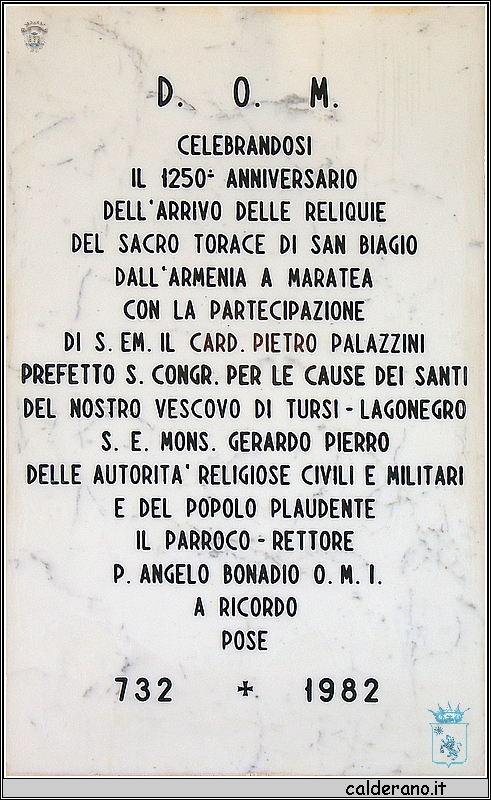 D. O. M.
CELEBRANDOSI
IL 1250° ANNIVERSARIO
DELL'ARRIVO DELLE RELIQUIE
DEL SACRO TORACE DI SAN BIAGIO
DALL'ARMENIA A MARATEA
CON LA PARTECIPAZIONE
DI S. EM. IL CARD. PIETRO PALAZZINI
PREFETTO S. CONGR. PER LE CAUSE DEI SANTI
DEL NOSTRO VESCOVO DI TURSI - LAGONEGRO
S. E. MONS. GERARDO PIERRO
DELLE AUTORITA' RELIGIOSE CIVILI E MILITARI
E DEL POPOLO PLAUDENTE
IL PARROCO - RETTORE
P. ANGELO BONADIO O. M. I.
A RICORDO
POSE
732 + 1982
calderano.it